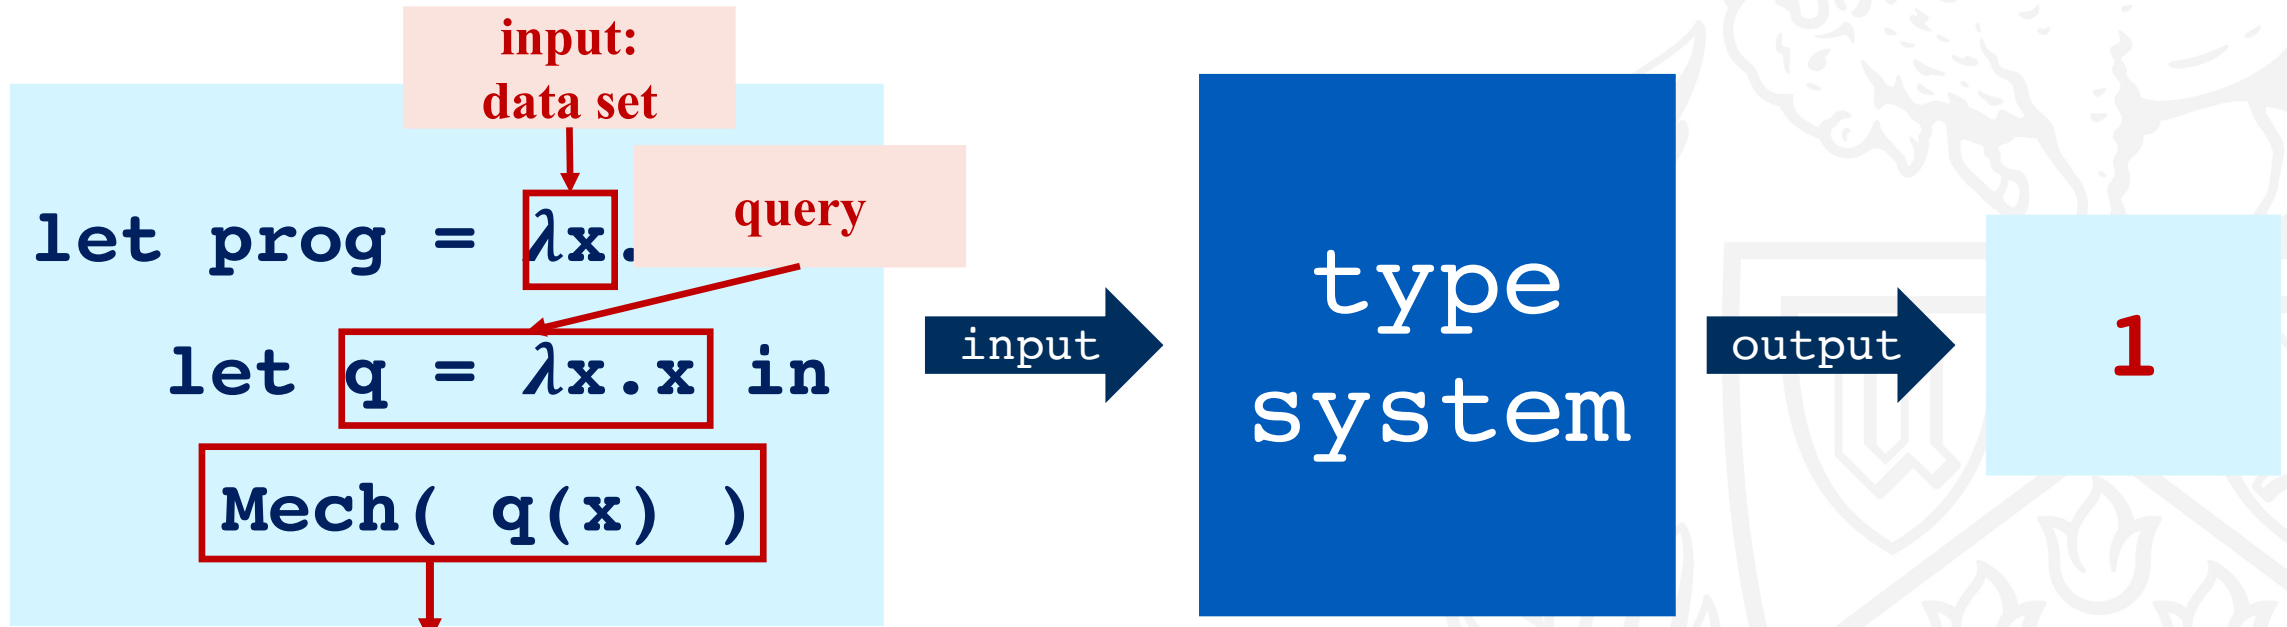 input:
data set
query
let prog = λx.
let q = λx.x in
Mech( q(x) )
input
type
system
output
1